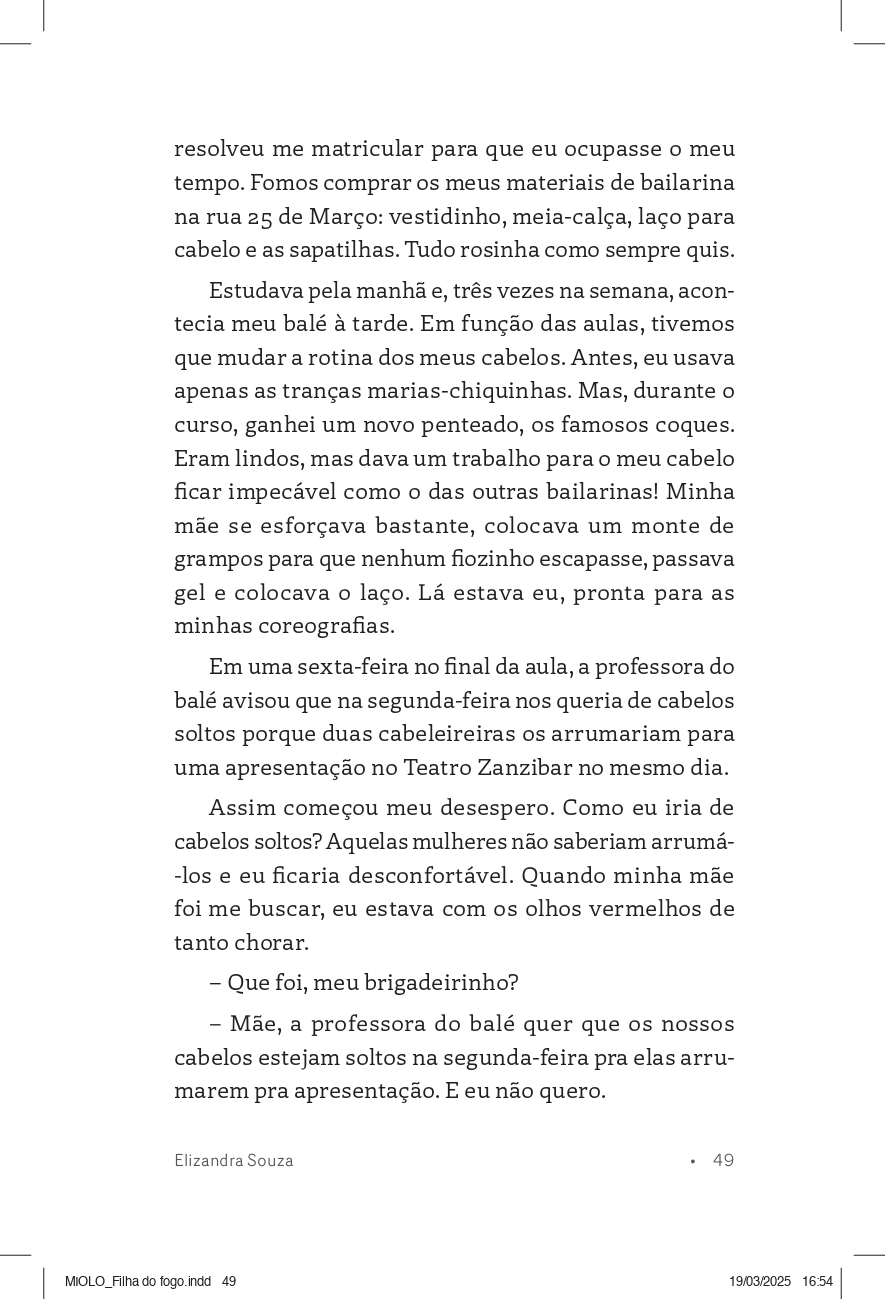 resolveu me matricular para que eu ocupasse o meu
tempo. Fomos comprar os meus materiais de bailarina
na rua 25 de Março: vestidinho, meia-calça, laço para
cabelo e as sapatilhas. Tudo rosinha como sempre quis.
Estudava pela manhã e, três vezes na semana, acon-
tecia meu balé à tarde. Em função das aulas, tivemos
que mudar a rotina dos meus cabelos. Antes, eu usava
apenas as tranças marias-chiquinhas. Mas, durante o
curso, ganhei um novo penteado, os famosos coques.
Eram lindos, mas dava um trabalho para o meu cabelo
ficar impecável como o das outras bailarinas! Minha
mãe se esforçava bastante, colocava um monte de
grampos para que nenhum fiozinho escapasse, passava
gel e colocava o laço. Lá estava eu, pronta para as
minhas coreografias.
Em uma sexta-feira no final da aula, a professora do
balé avisou que na segunda-feira nos queria de cabelos
soltos porque duas cabeleireiras os arrumariam para
uma apresentação no Teatro Zanzibar no mesmo dia.
Assim começou meu desespero. Como eu iria de
cabelos soltos? Aquelas mulheres não saberiam arrumá-
-los e eu ficaria desconfortável. Quando minha mãe
foi me buscar, eu estava com os olhos vermelhos de
tanto chorar.
– Que foi, meu brigadeirinho?
– Mãe, a professora do balé quer que os nossos
cabelos estejam soltos na segunda-feira pra elas arru-
marem pra apresentação. E eu não quero.
Elizandra Souza • 49
MIOLO_Filha do fogo.indd 49 19/03/2025 16:54